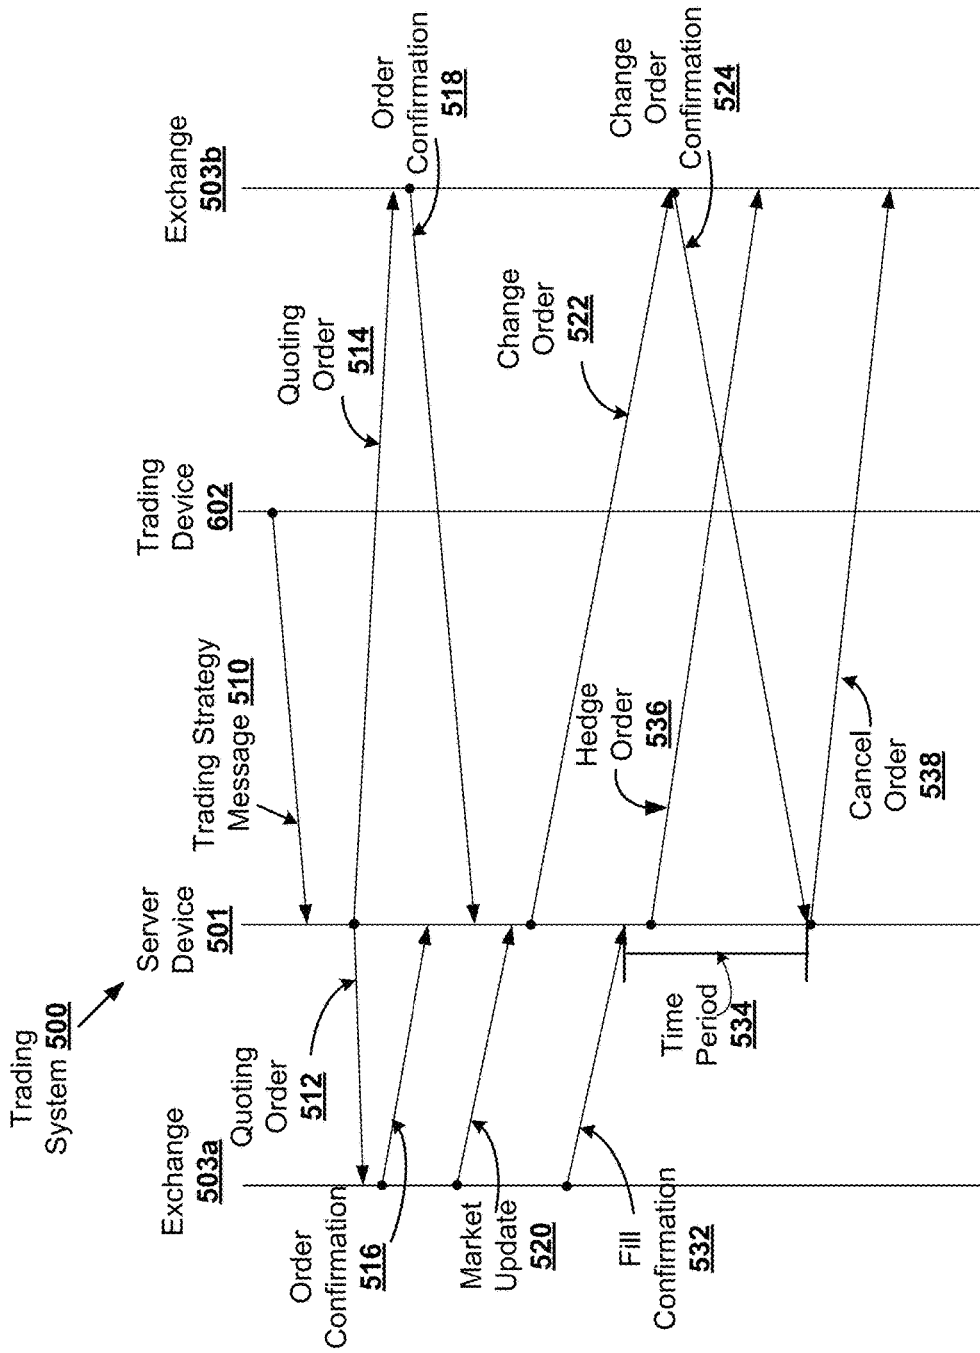 Trading
System 500
Exchange
503a
Server
Device
501
Trading
Device
602
Exchange
503b
Trading Strategy
Message 510
Quoting
Order
512
Quoting
Order
514
Order
Confirmation
516
Order
Confirmation
518
Market
Update
520
Change
Order
522
Change
Order
Confirmation
524
Fill
Confirmation
532
Time
Period
534
Hedge
Order
536
Cancel
Order
538